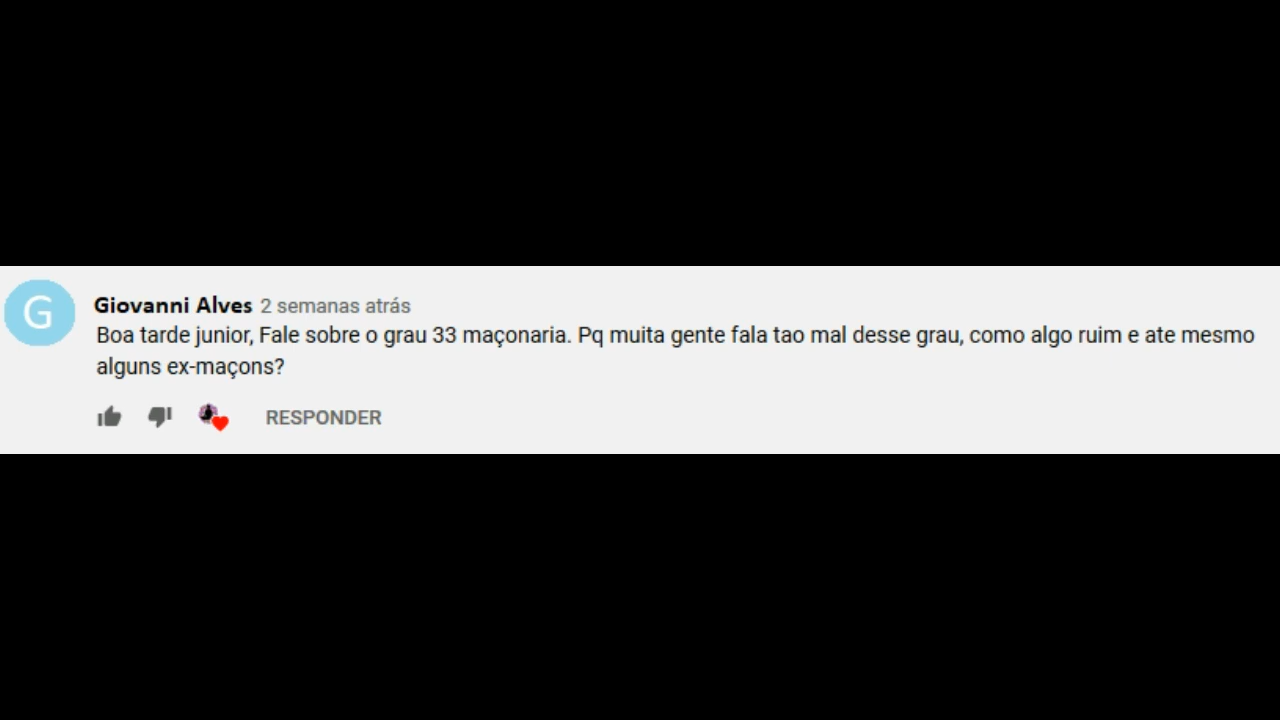 G
Giovanni Alves 2 semanas atrás
Boa tarde junior, Fale sobre o grau 33 maçonaria. Pq muita gente fala tao mal desse grau, como algo ruim e ate mesmo
alguns ex-maçons?
RESPONDER